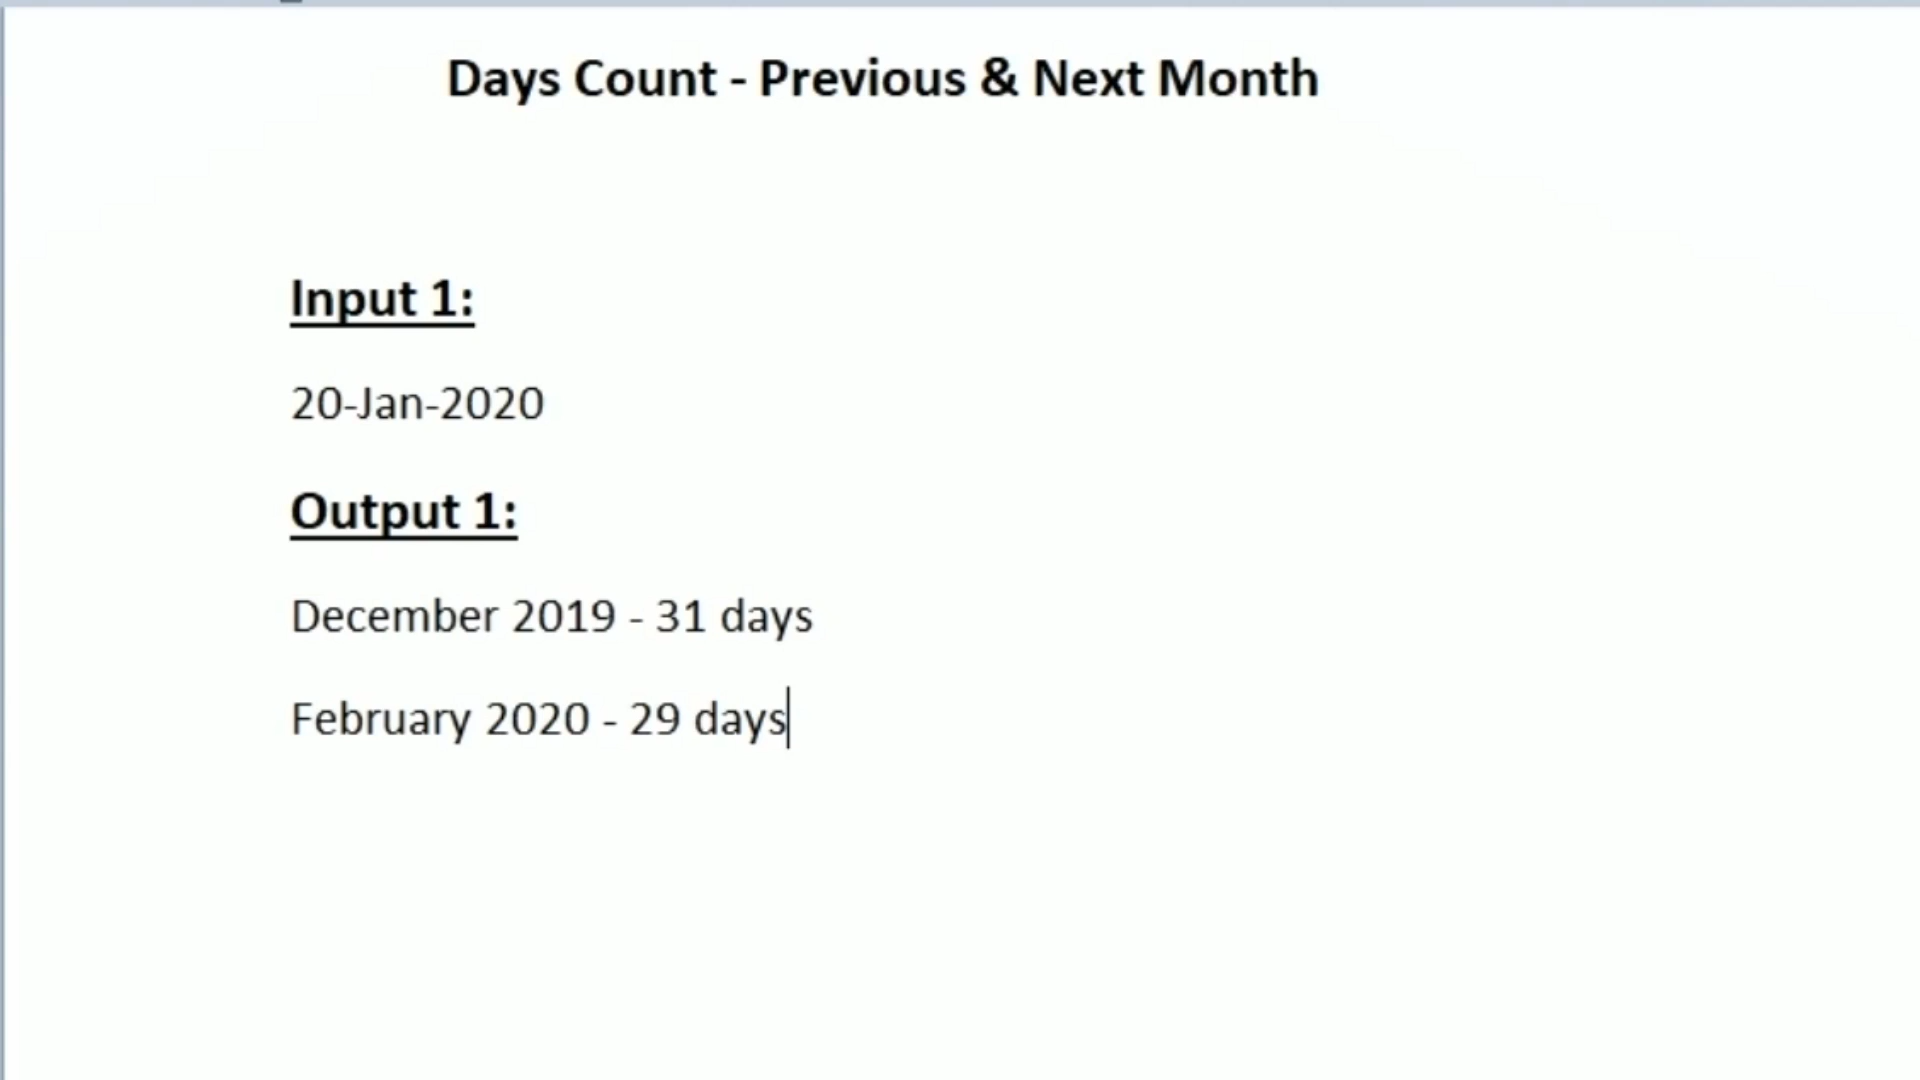 Days Count - Previous & Next Month
Input 1:
20-Jan-2020
Output 1:
December 2019 - 31 days
February 2020 - 29 days